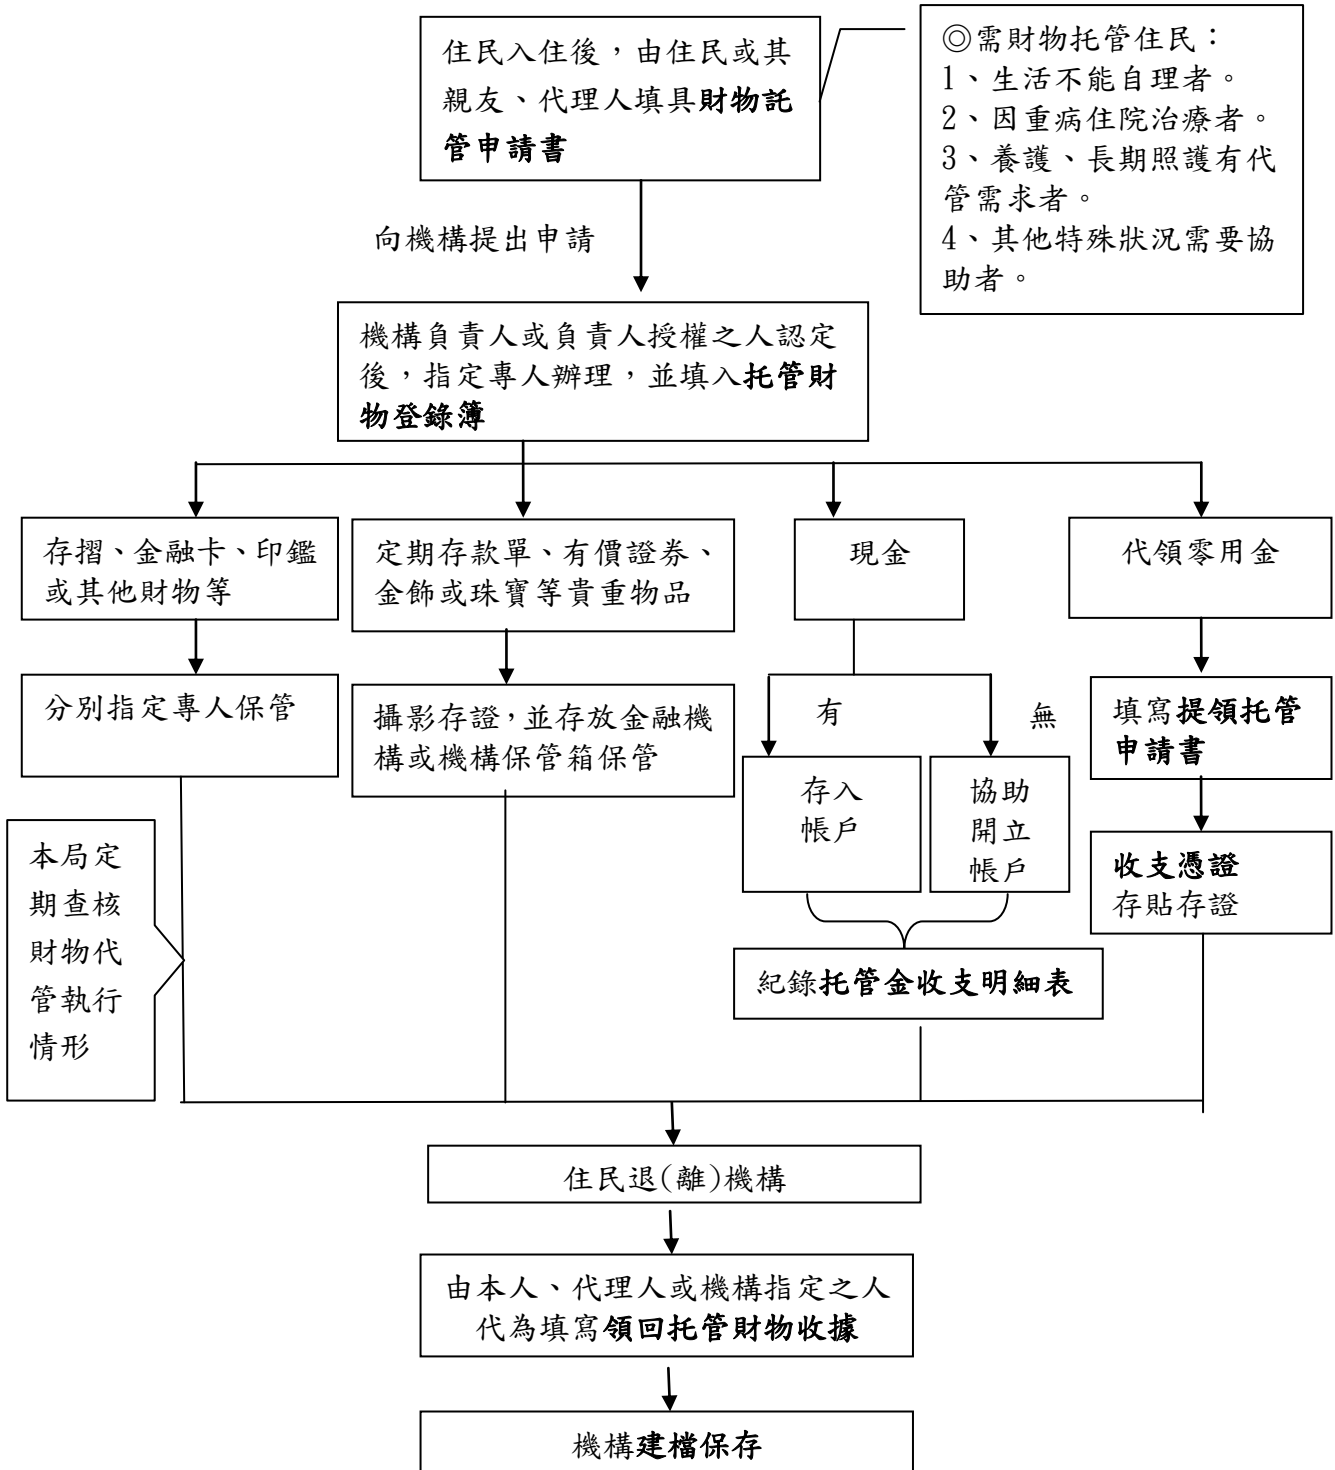 住民入住後，由住民或其
親友、代理人填具財物託
管申請書
◎需財物托管住民：
1、生活不能自理者。
2、因重病住院治療者。
3、養護、長期照護有代
管需求者。
4、其他特殊狀況需要協
助者。
向機構提出申請
機構負責人或負責人授權之人認定
後，指定專人辦理，並填入托管財
物登錄簿
存摺、金融卡、印鑑
或其他財物等
定期存款單、有價證券、
金飾或珠寶等貴重物品
現金
代領零用金
分別指定專人保管
攝影存證，並存放金融機
構或機構保管箱保管
有
無
填寫提領托管
申請書
存入
帳戶
協助
開立
帳戶
本局定
期查核
財物代
管執行
情形
收支憑證
存貼存證
紀錄托管金收支明細表
住民退(離)機構
由本人、代理人或機構指定之人
代為填寫領回托管財物收據
機構建檔保存